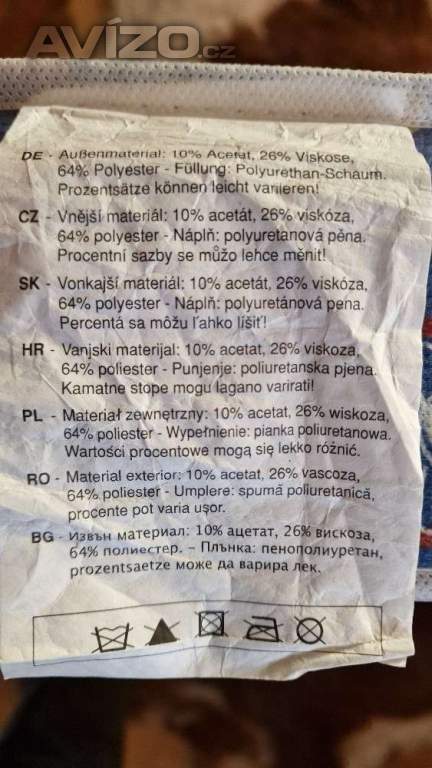 AVÍZO.cz
DE - Außenmaterial: 10% Acetat, 26% Viskose,
64% Polyester - Füllung: Polyurethan-Schaum.
Prozentsätze können leicht variieren!
CZ - Vnější materiál: 10% acetát, 26% viskóza,
64% polyester - Náplň: polyuretanová pěna.
Procentní sazby se můžo lehce měnit!
SK - Vonkajší materiál: 10% acetát, 26% viskóza,
64% polyester - Náplň: polyuretánová pena.
Percentá sa môžu ľahko líšiť!
HR - Vanjski materijal: 10% acetat, 26% viskoza,
64% poliester - Punjenje: poliuretanska pjena.
Kamatne stope mogu lagano varirati!
PL - Materiał zewnętrzny: 10% acetat, 26% wiskoza,
64% poliester - Wypełnienie: pianka poliuretanowa.
Wartości procentowe mogą się lekko różnić.
RO - Material exterior: 10% acetat, 26% vascoza,
64% poliester - Umplere: spumă poliuretanică,
procente pot varia uşor.
BG - Извън материал: 10% ацетат, 26% вискоза,
64% полиестер. – Плънка: пенополиуретан,
prozentsaetze може да варира лек.